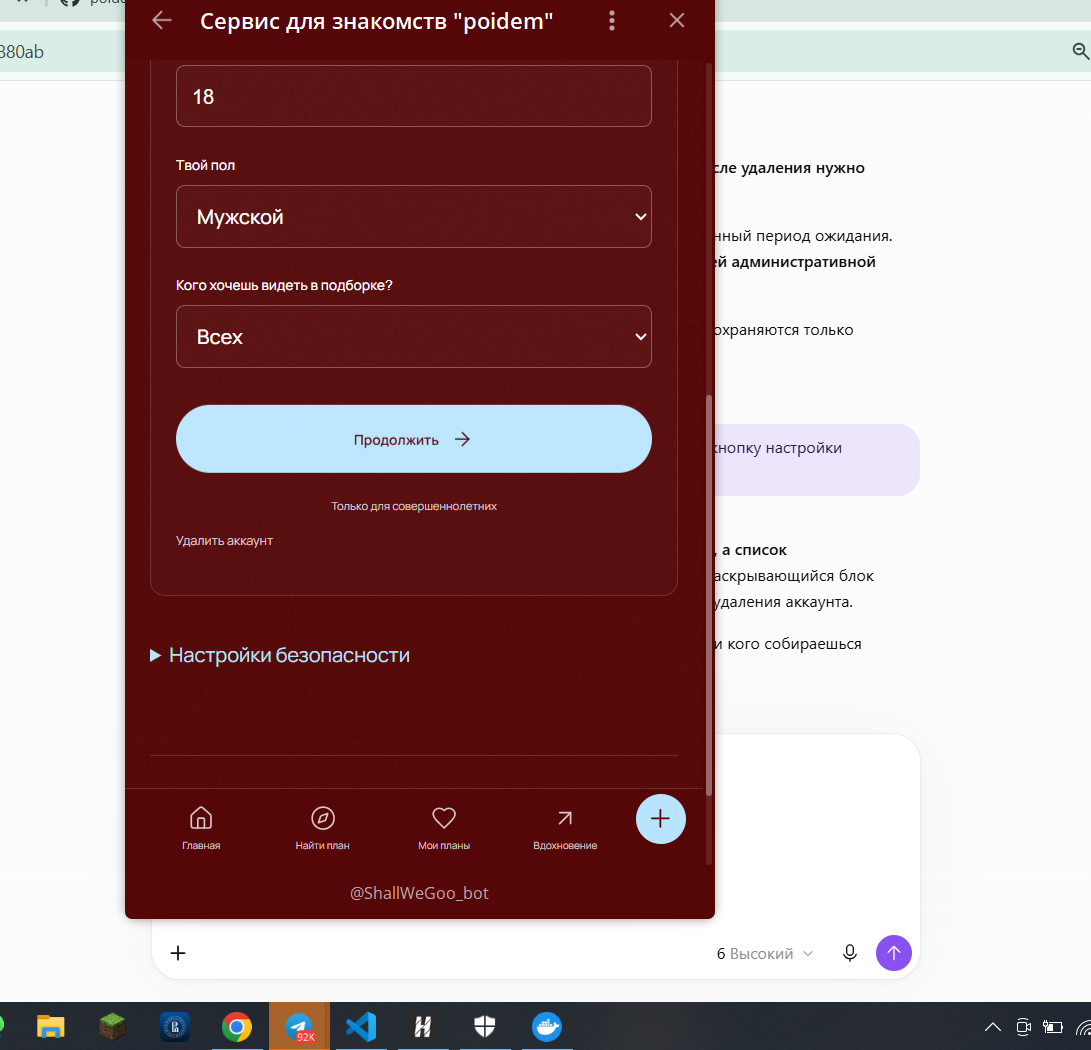 Сервис для знакомств "poidem"
380ab
18
Твой пол
Мужской
Кого хочешь видеть в подборке?
Всех
Продолжить
Только для совершеннолетних
Удалить аккаунт
Настройки безопасности
Главная
Найти план
Мои планы
Вдохновение
@ShallWeGoo_bot
сле удаления нужно
нный период ожидания.
ей административной
охраняются только
кнопку настройки
, а список
аскрывающийся блок
удаления аккаунта.
и кого собираешься
6 Высокий
92K